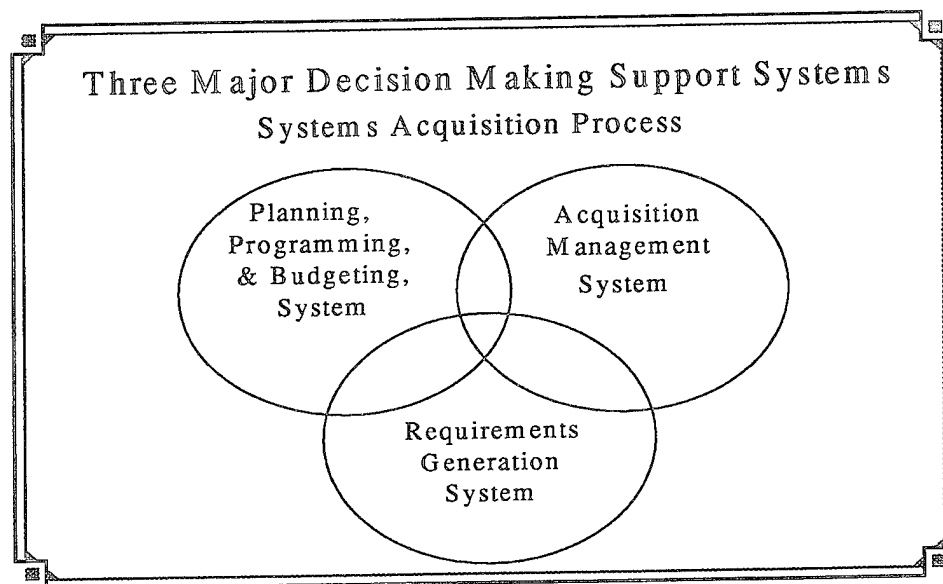 Three Major Decision Making Support Systems
Systems Acquisition Process
Planning,
Programming,
& Budgeting,
System
Acquisition
Management
System
Requirements
Generation
System